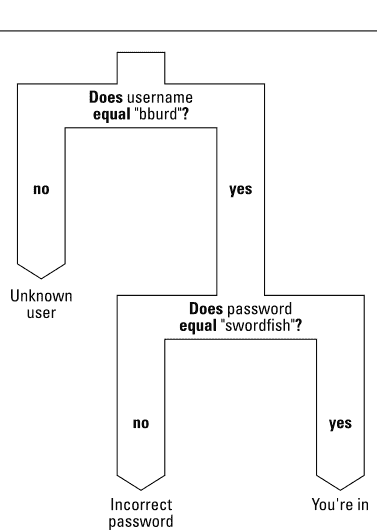 Does username
equal "bburd"?
no
yes
Unknown
user
Does password
equal "swordfish"?
no
yes
Incorrect
password
You're in